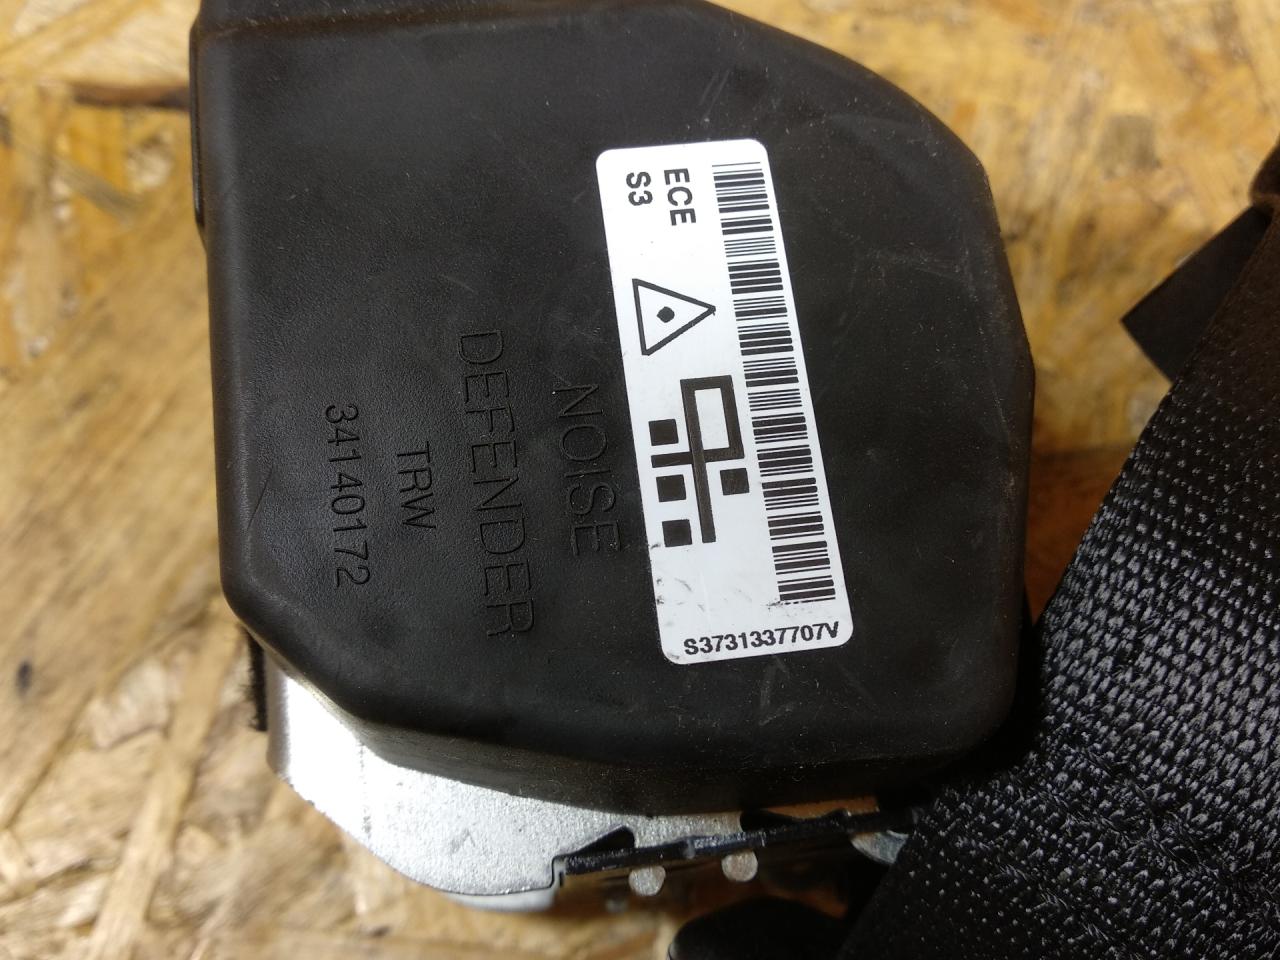 ECE
S3
S3731337707V
NOISE
DEFENDER
TRW
34140172